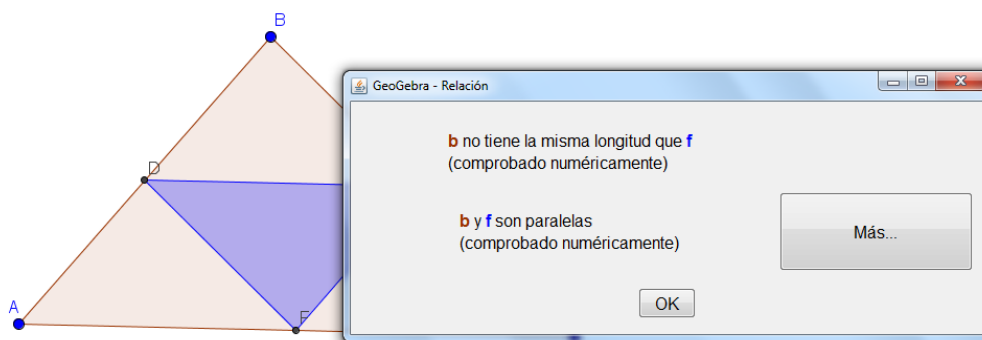 B
GeoGebra - Relación
b no tiene la misma longitud que f
(comprobado numéricamente)
D
b y f son paralelas
(comprobado numéricamente)
Más...
OK
A